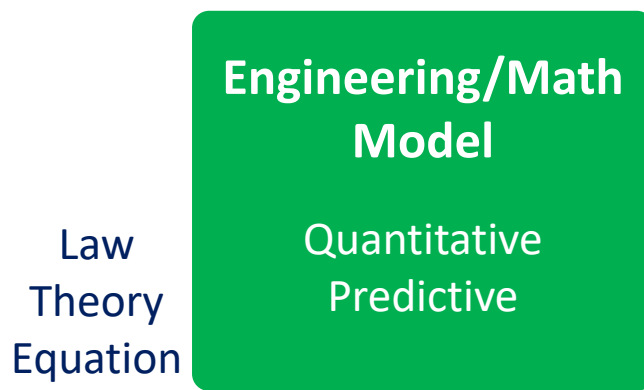 Engineering/Math
Model
Quantitative
Predictive
Law
Theory
Equation